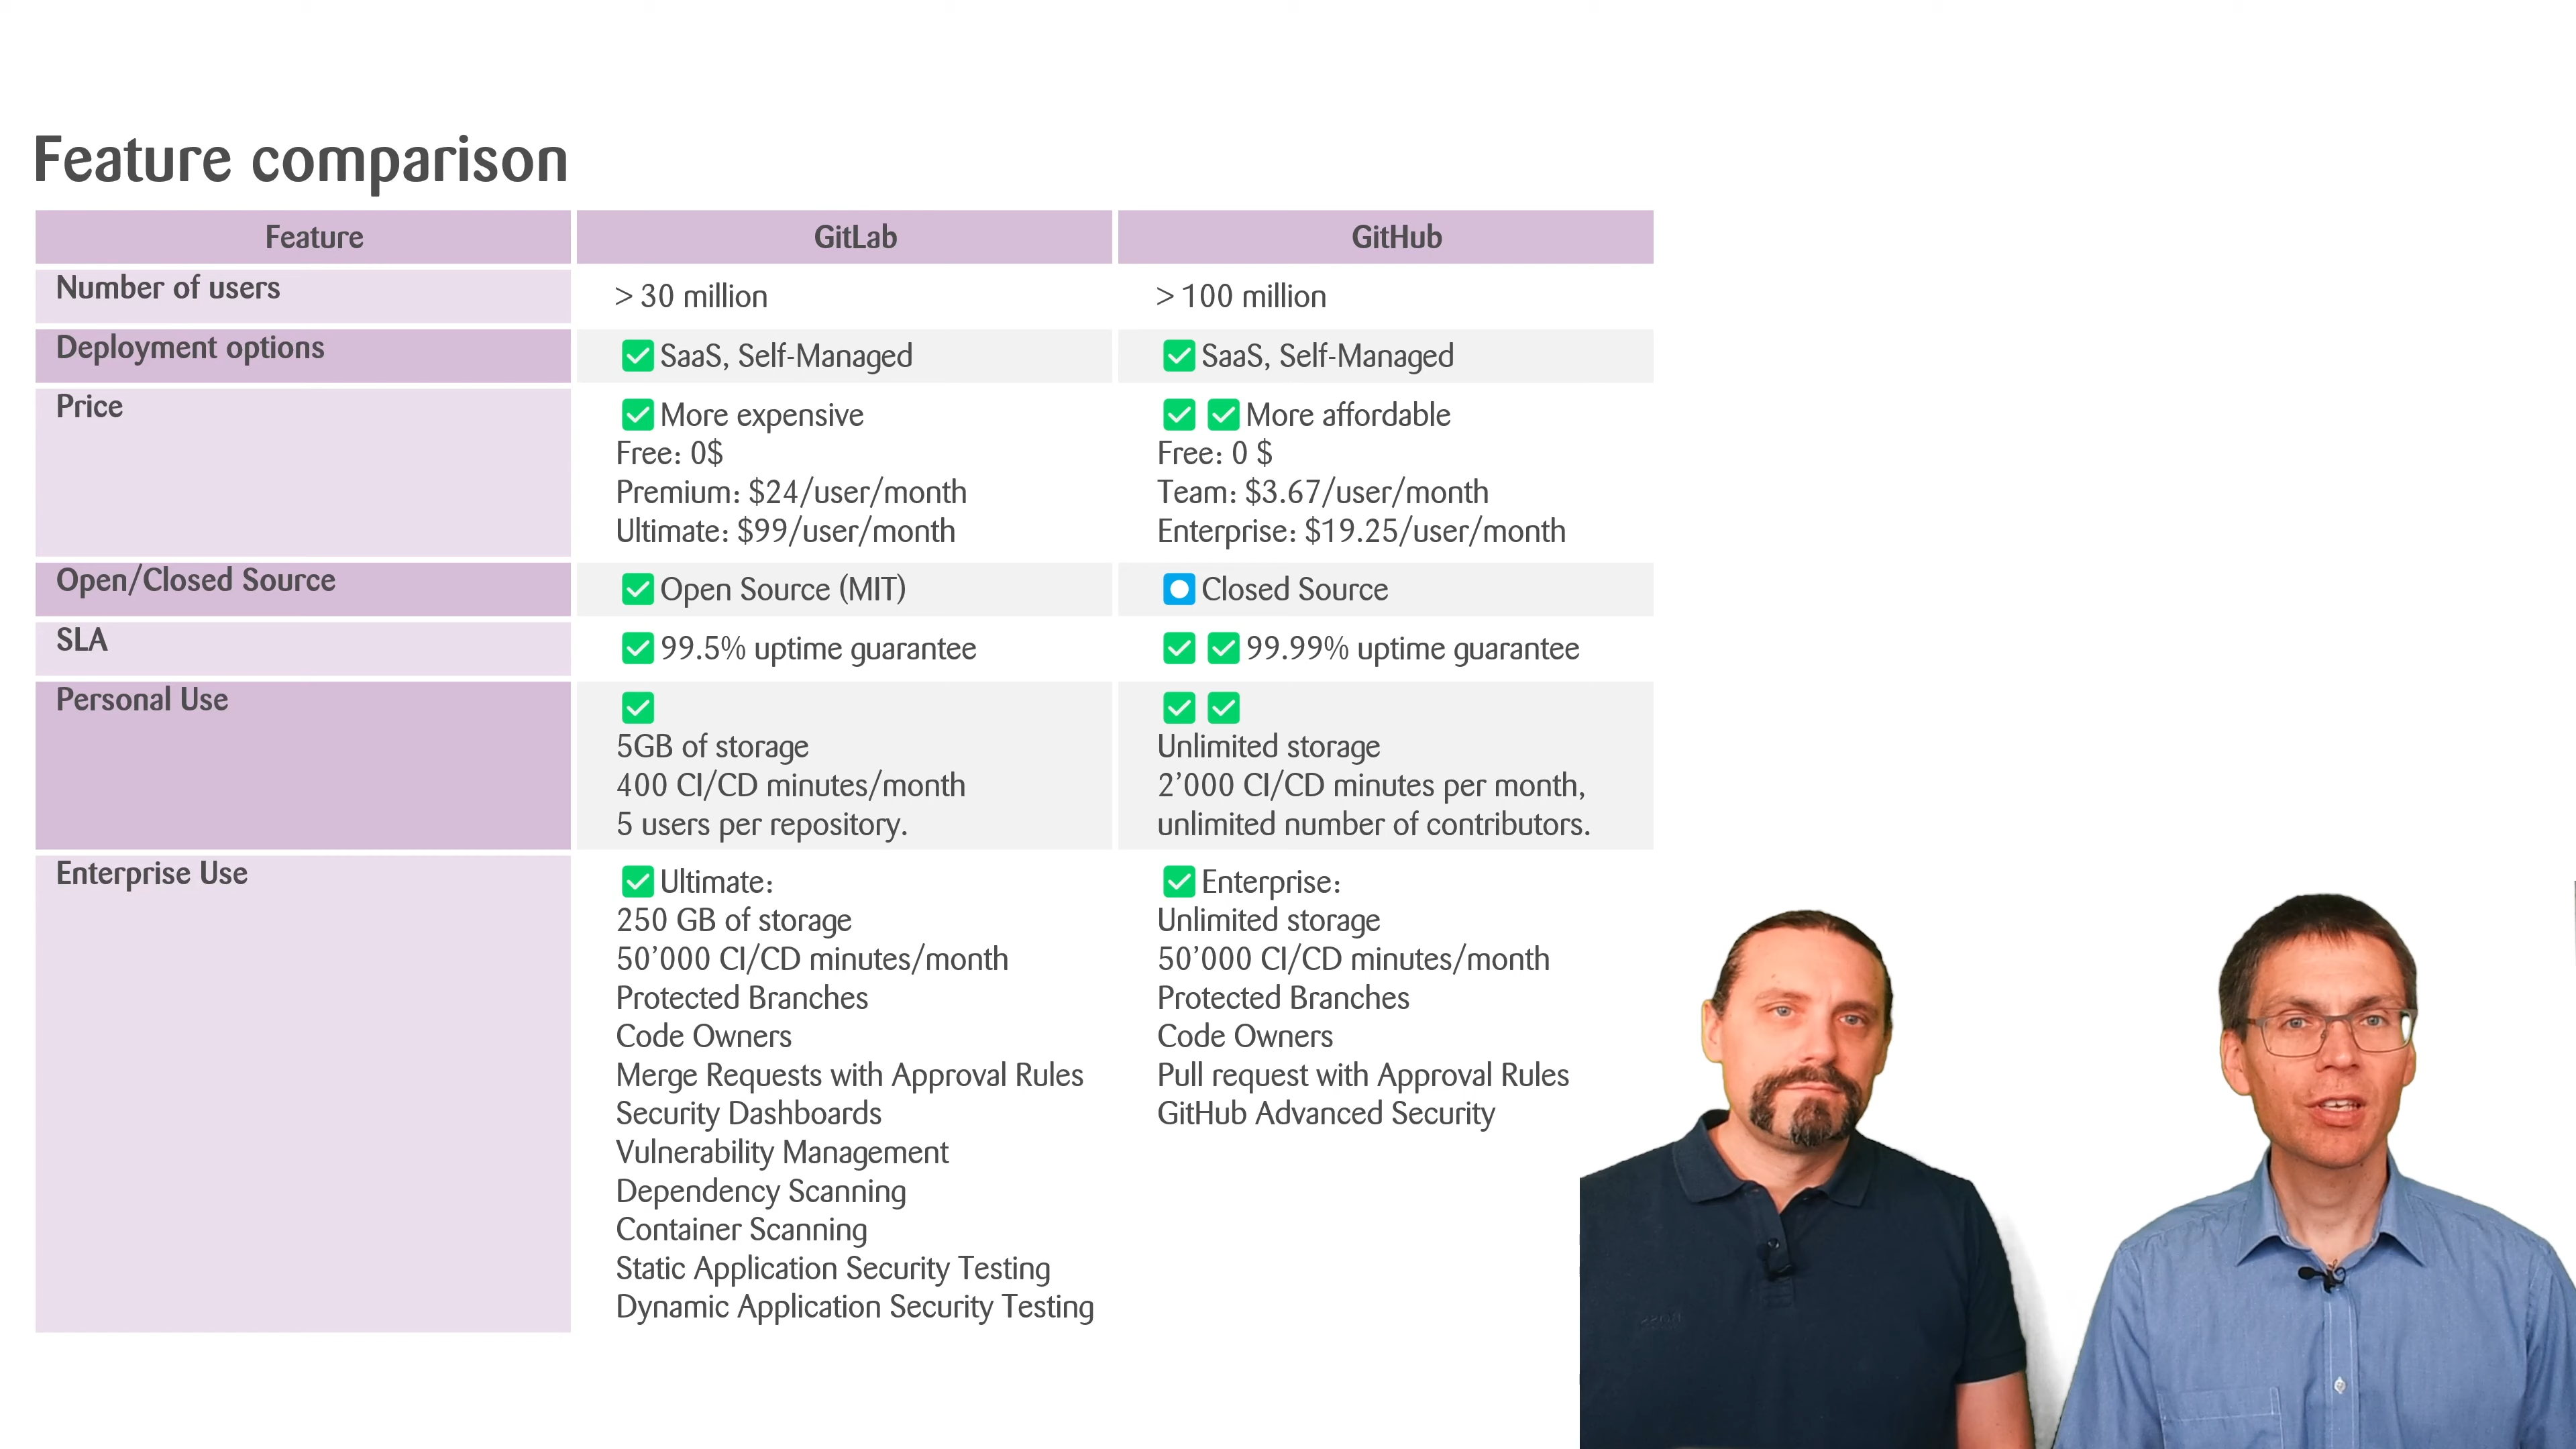 Feature comparison
Feature GitLab GitHub
Number of users > 30 million > 100 million
Deployment options ✅ SaaS, Self-Managed ✅ SaaS, Self-Managed
Price ✅ More expensive ✅ ✅ More affordable
Free: 0$ Free: 0 $
Premium: $24/user/month Team: $3.67/user/month
Ultimate: $99/user/month Enterprise: $19.25/user/month
Open/Closed Source ✅ Open Source (MIT) Closed Source
SLA ✅ 99.5% uptime guarantee ✅ ✅ 99.99% uptime guarantee
Personal Use ✅ ✅ ✅
5GB of storage Unlimited storage
400 CI/CD minutes/month 2’000 CI/CD minutes per month,
5 users per repository. unlimited number of contributors.
Enterprise Use ✅ Ultimate: ✅ Enterprise:
250 GB of storage Unlimited storage
50’000 CI/CD minutes/month 50’000 CI/CD minutes/month
Protected Branches Protected Branches
Code Owners Code Owners
Merge Requests with Approval Rules Pull request with Approval Rules
Security Dashboards GitHub Advanced Security
Vulnerability Management
Dependency Scanning
Container Scanning
Static Application Security Testing
Dynamic Application Security Testing